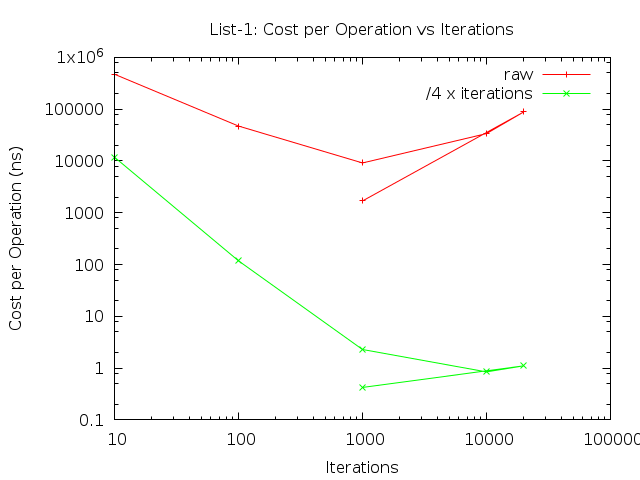 List-1: Cost per Operation vs Iterations
1x10^6
100000
10000
1000
100
10
1
0.1
Cost per Operation (ns)
raw
/4 x iterations
10 100 1000 10000 100000
Iterations